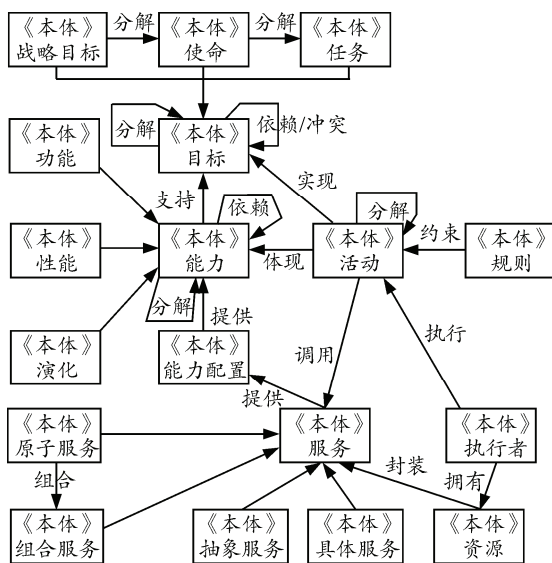 《本体》
战略目标
分解
《本体》
使命
分解
《本体》
任务
分解
《本体》
目标
依赖/冲突
《本体》
功能
支持
实现
依赖
分解
《本体》
性能
《本体》
能力
体现
《本体》
活动
约束
《本体》
规则
分解
提供
《本体》
演化
《本体》
能力配置
调用
执行
提供
《本体》
原子服务
《本体》
服务
《本体》
执行者
组合
封装
拥有
《本体》
组合服务
《本体》
抽象服务
《本体》
具体服务
《本体》
资源